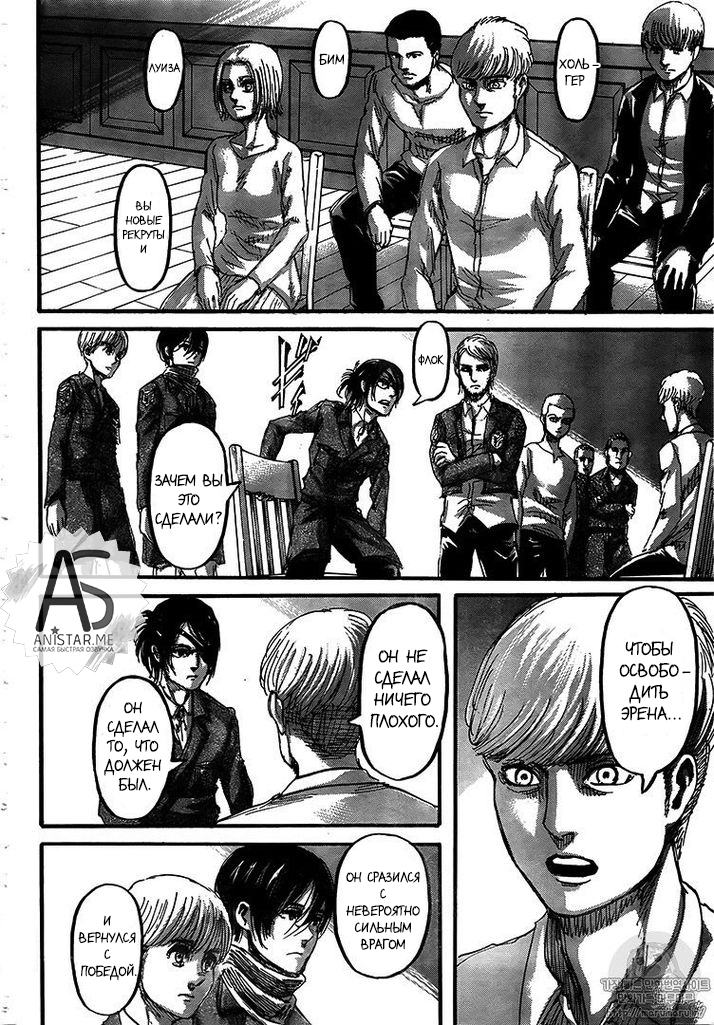 ХОЛЬ-
ГЕР
БИМ
ЛУИЗА
ВЫ
НОВЫЕ
РЕКРУТЫ
И
ФЛОК
ЗАЧЕМ ВЫ
ЭТО
СДЕЛАЛИ?
AS
ANISTAR.ME
САМАЯ БЫСТРАЯ ОЗВУЧКА
ЧТОБЫ
ОСВОБО-
ДИТЬ
ЭРЕНА...
ОН НЕ
СДЕЛАЛ
НИЧЕГО
ПЛОХОГО.
ОН
СДЕЛАЛ
ТО, ЧТО
ДОЛЖЕН
БЫЛ.
ОН СРАЗИЛСЯ
С
НЕВЕРОЯТНО
СИЛЬНЫМ
ВРАГОМ
И
ВЕРНУЛСЯ
С
ПОБЕДОЙ.